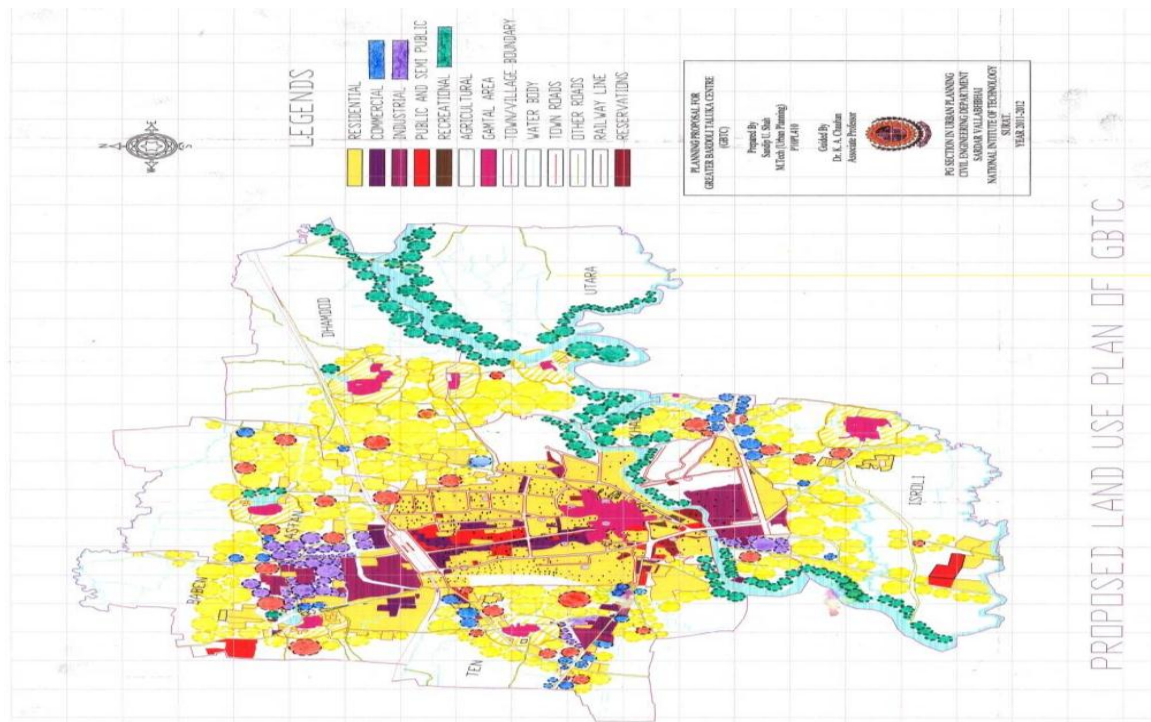 PROPOSED LAND USE PLAN OF GBTC
LEGENDS
RESIDENTIAL
COMMERCIAL
INDUSTRIAL
PUBLIC AND SEMI PUBLIC
RECREATIONAL
AGRICULTURAL
GAMTAL AREA
TOWN/VILLAGE BOUNDARY
WATER BODY
TOWN ROADS
OTHER ROADS
RAILWAY LINE
RESERVATIONS
PLANNING PROPOSAL FOR
GREATER BARDOLI TALUKA CENTRE
(GBTC)
Prepared By
Sandip U. Shah
M.Tech (Urban Planning)
P10PL410
Guided By
Dr. K. A. Chauhan
Associate Professor
PG SECTION IN URBAN PLANNING
CIVIL ENGINEERING DEPARTMENT
SARDAR VALLABHBHAI
NATIONAL INSTITUTE OF TECHNOLOGY
SURAT.
YEAR 2011-2012
N
E
S
W
DHAMDOD
UTARA
BABEN
TEN
ISROLI